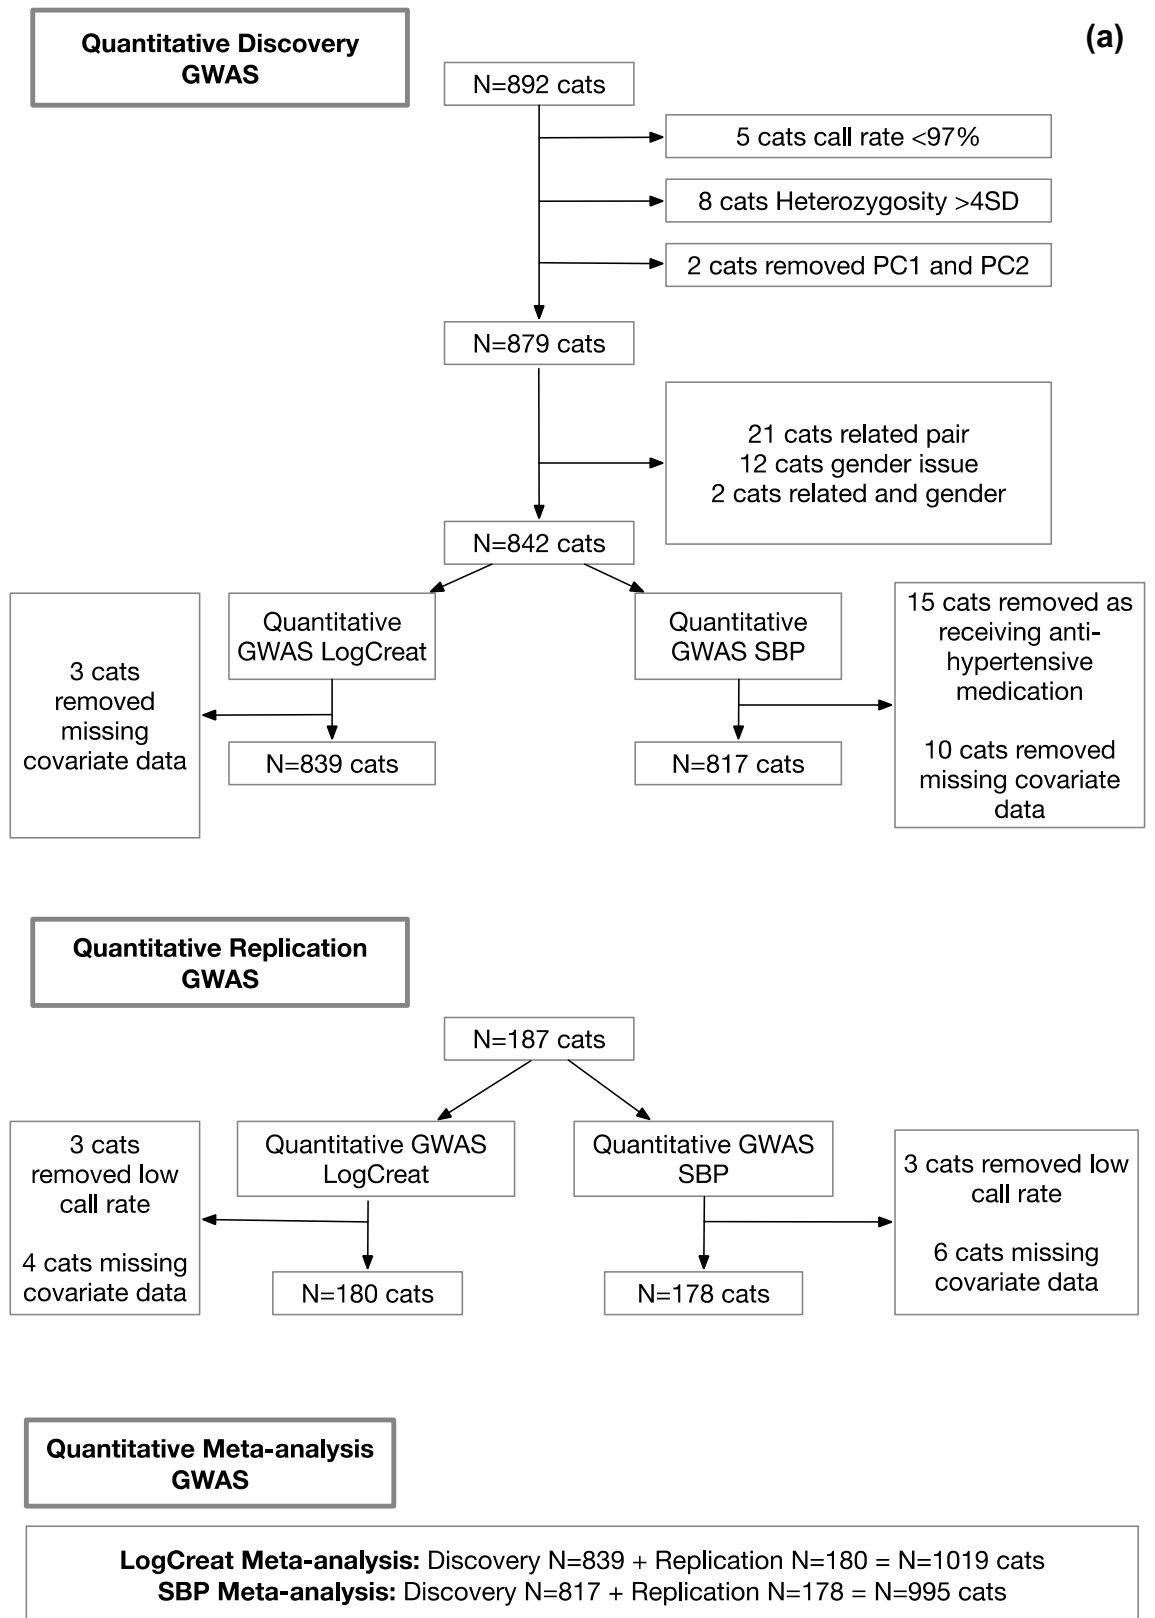 Quantitative Discovery
GWAS
(a)
N=892 cats
5 cats call rate <97%
8 cats Heterozygosity >4SD
2 cats removed PC1 and PC2
N=879 cats
21 cats related pair
12 cats gender issue
2 cats related and gender
N=842 cats
3 cats
removed
missing
covariate data
Quantitative
GWAS LogCreat
N=839 cats
Quantitative
GWAS SBP
N=817 cats
15 cats removed as
receiving anti-
hypertensive
medication
10 cats removed
missing covariate
data
Quantitative Replication
GWAS
N=187 cats
3 cats
removed low
call rate
4 cats missing
covariate data
Quantitative GWAS
LogCreat
N=180 cats
Quantitative GWAS
SBP
N=178 cats
3 cats removed low
call rate
6 cats missing
covariate data
Quantitative Meta-analysis
GWAS
LogCreat Meta-analysis: Discovery N=839 + Replication N=180 = N=1019 cats
SBP Meta-analysis: Discovery N=817 + Replication N=178 = N=995 cats